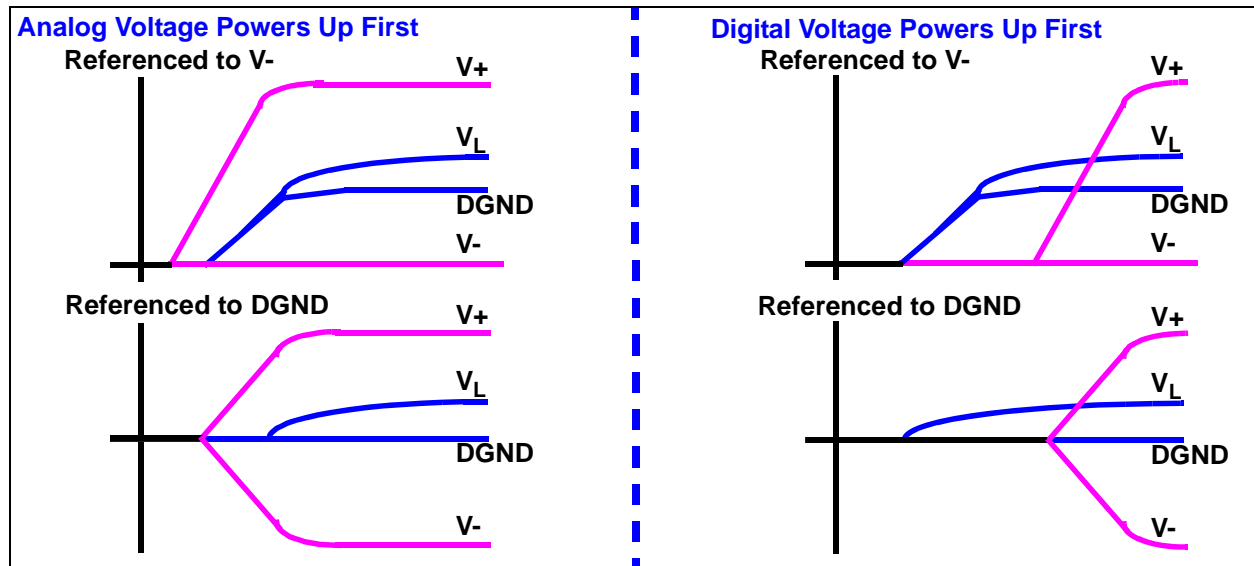 Analog Voltage Powers Up First
Referenced to V-
V+
VL
DGND
V-
Referenced to DGND
V+
VL
DGND
V-
Digital Voltage Powers Up First
Referenced to V-
V+
VL
DGND
V-
Referenced to DGND
V+
VL
DGND
V-